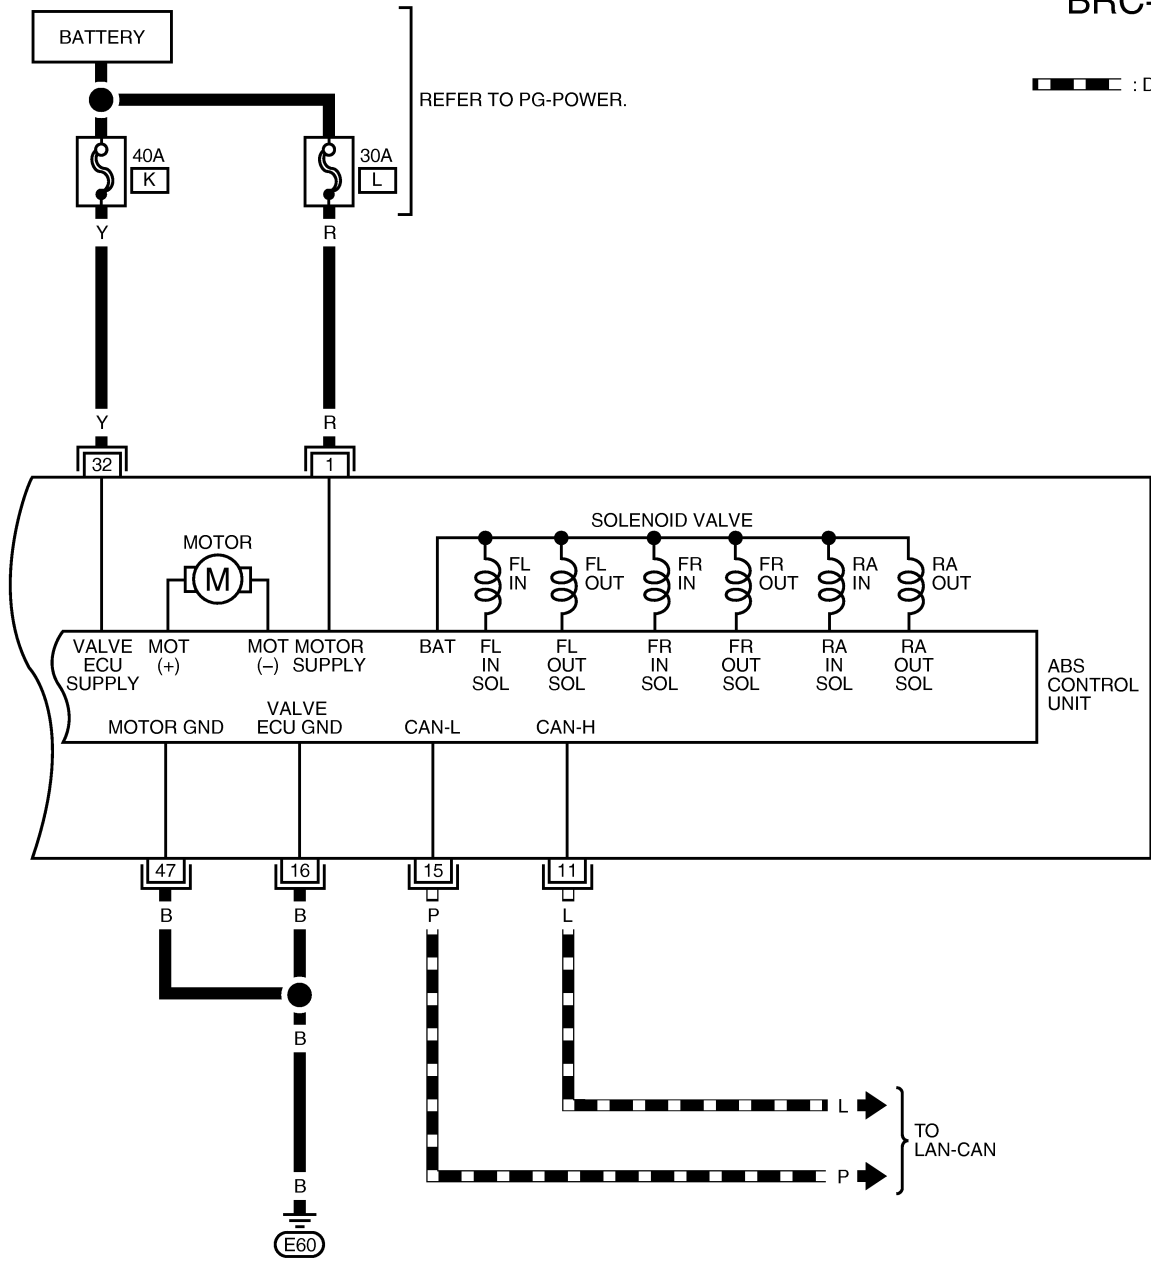 BRC-
BATTERY
REFER TO PG-POWER.
: D
40A
K
30A
L
Y
R
Y
R
32
1
SOLENOID VALVE
MOTOR
M
FL IN
FL OUT
FR IN
FR OUT
RA IN
RA OUT
VALVE ECU SUPPLY
MOT (+)
MOT (–)
MOTOR SUPPLY
BAT
FL IN SOL
FL OUT SOL
FR IN SOL
FR OUT SOL
RA IN SOL
RA OUT SOL
ABS
CONTROL
UNIT
MOTOR GND
VALVE ECU GND
CAN-L
CAN-H
47
16
15
11
B
B
P
L
B
L
TO
LAN-CAN
P
B
E60